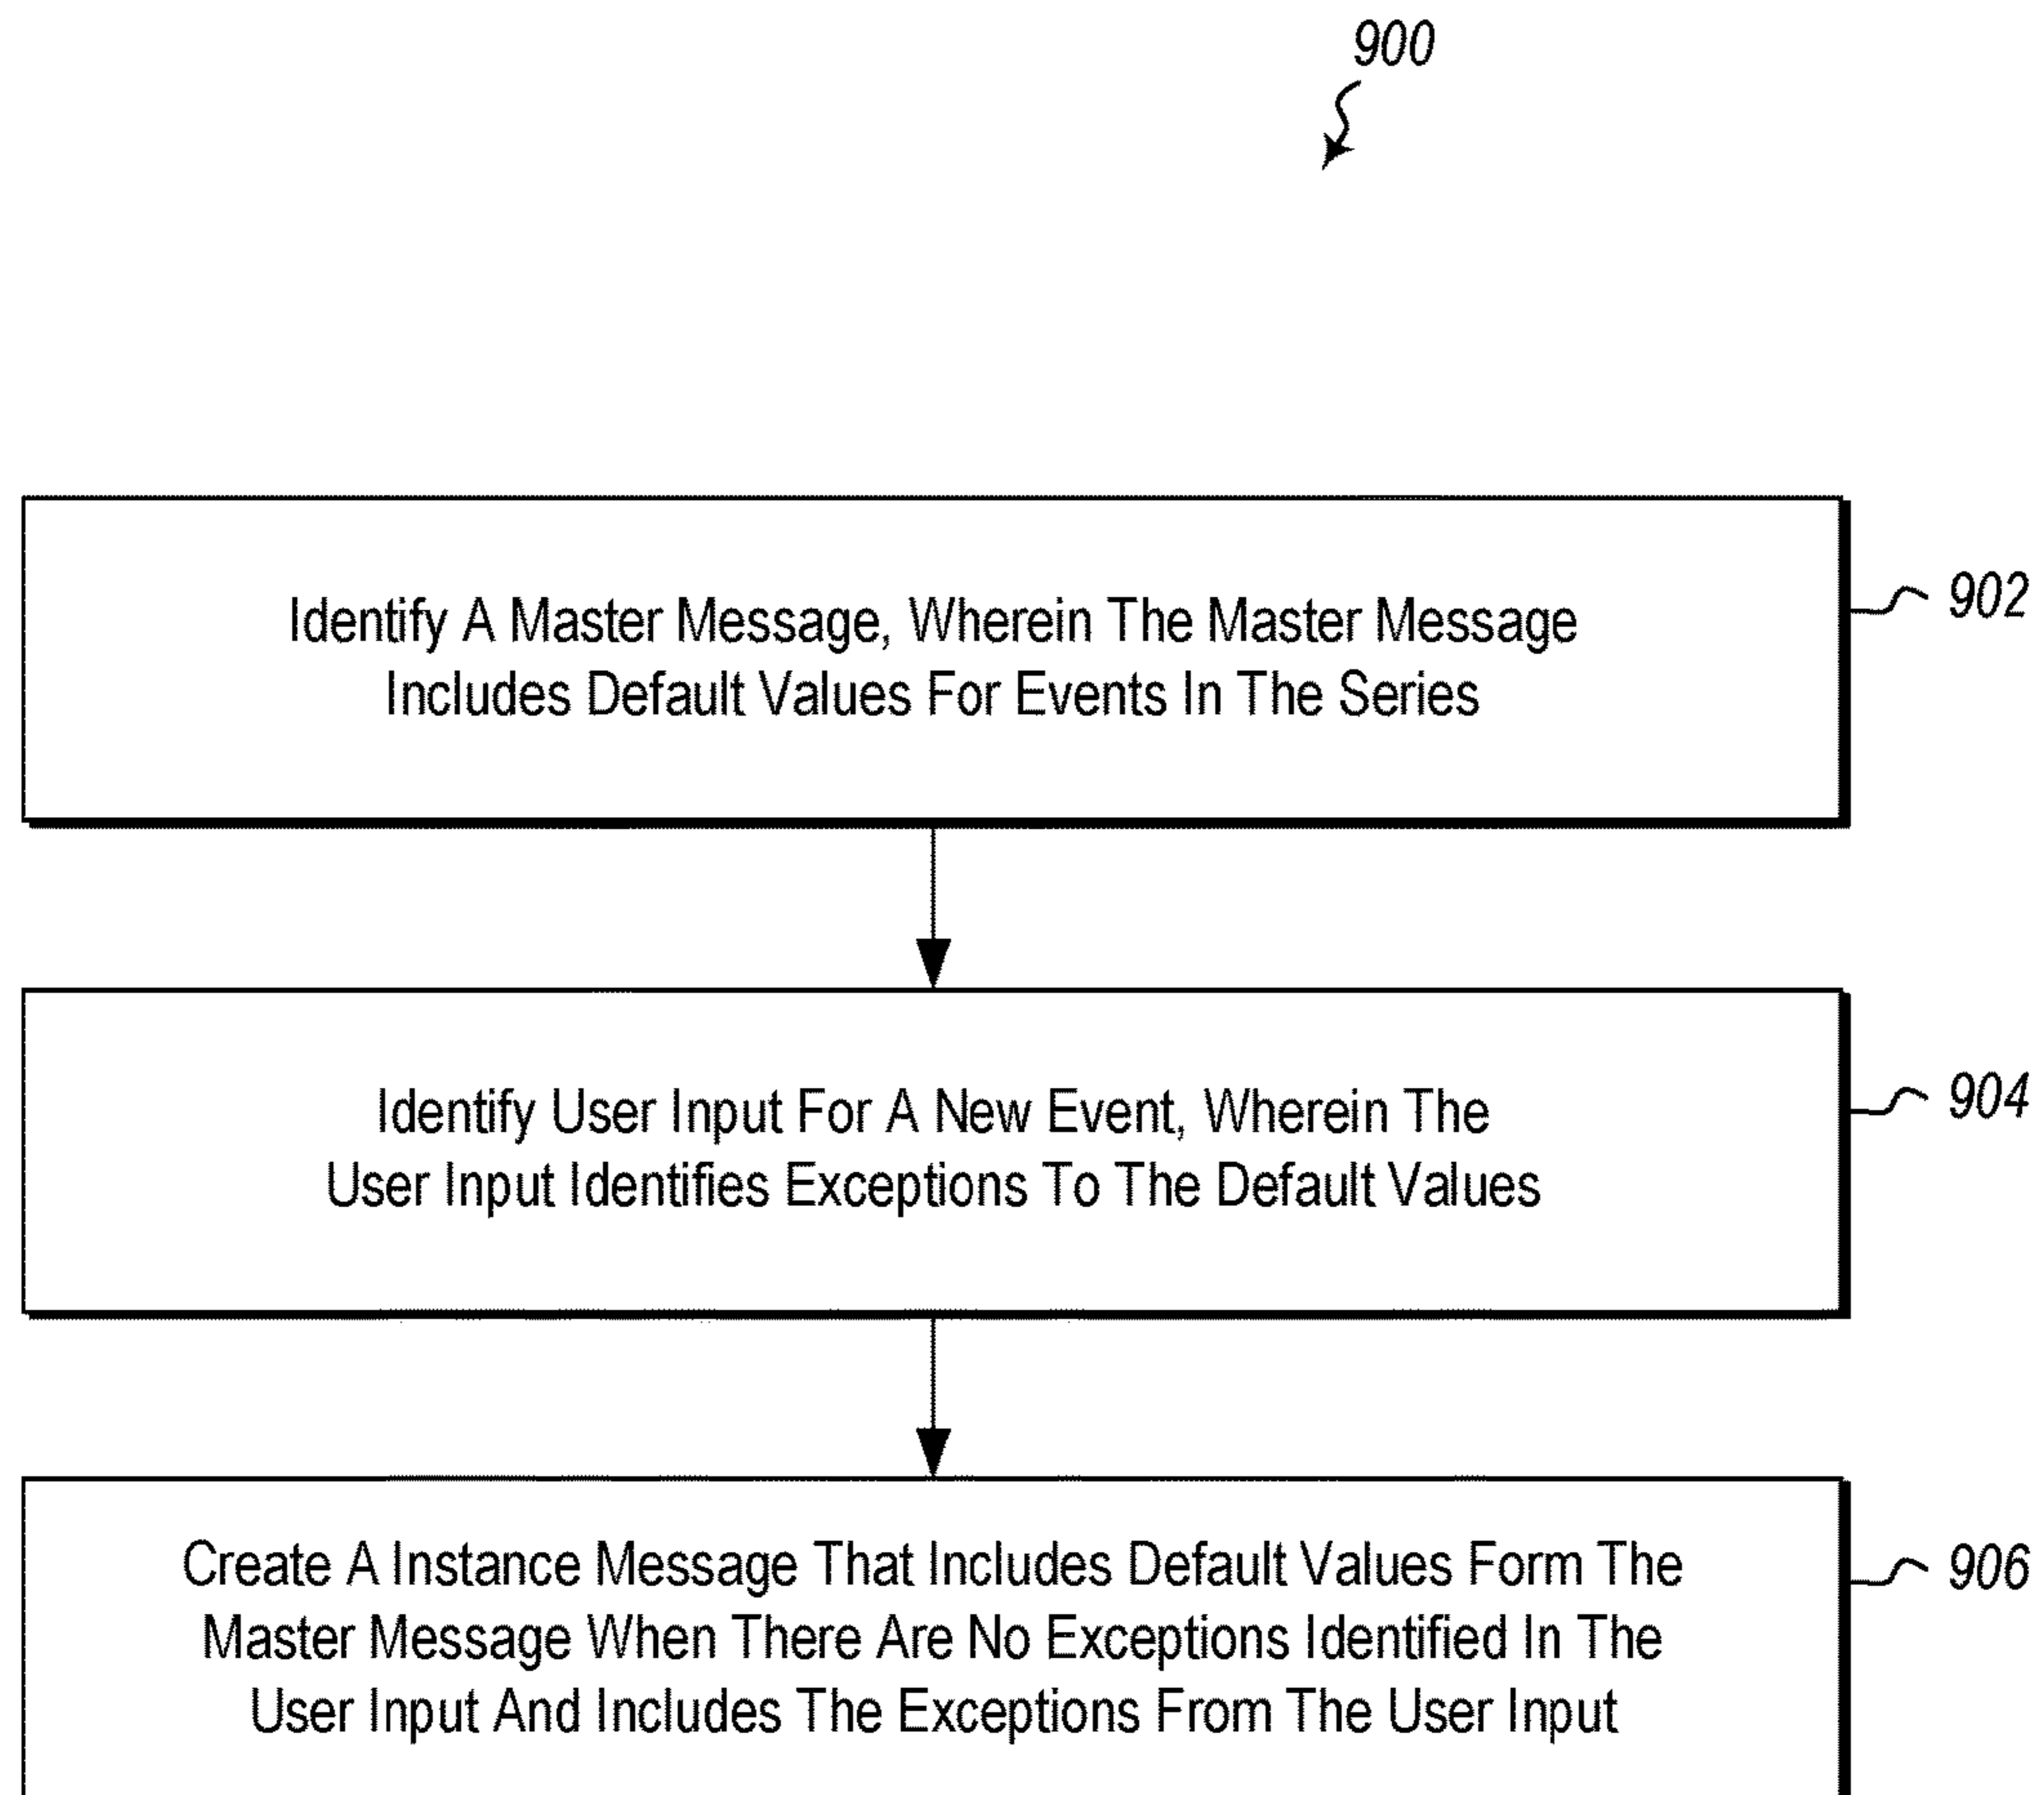 900
Identify A Master Message, Wherein The Master Message
Includes Default Values For Events In The Series
902
Identify User Input For A New Event, Wherein The
User Input Identifies Exceptions To The Default Values
904
Create A Instance Message That Includes Default Values Form The
Master Message When There Are No Exceptions Identified In The
User Input And Includes The Exceptions From The User Input
906